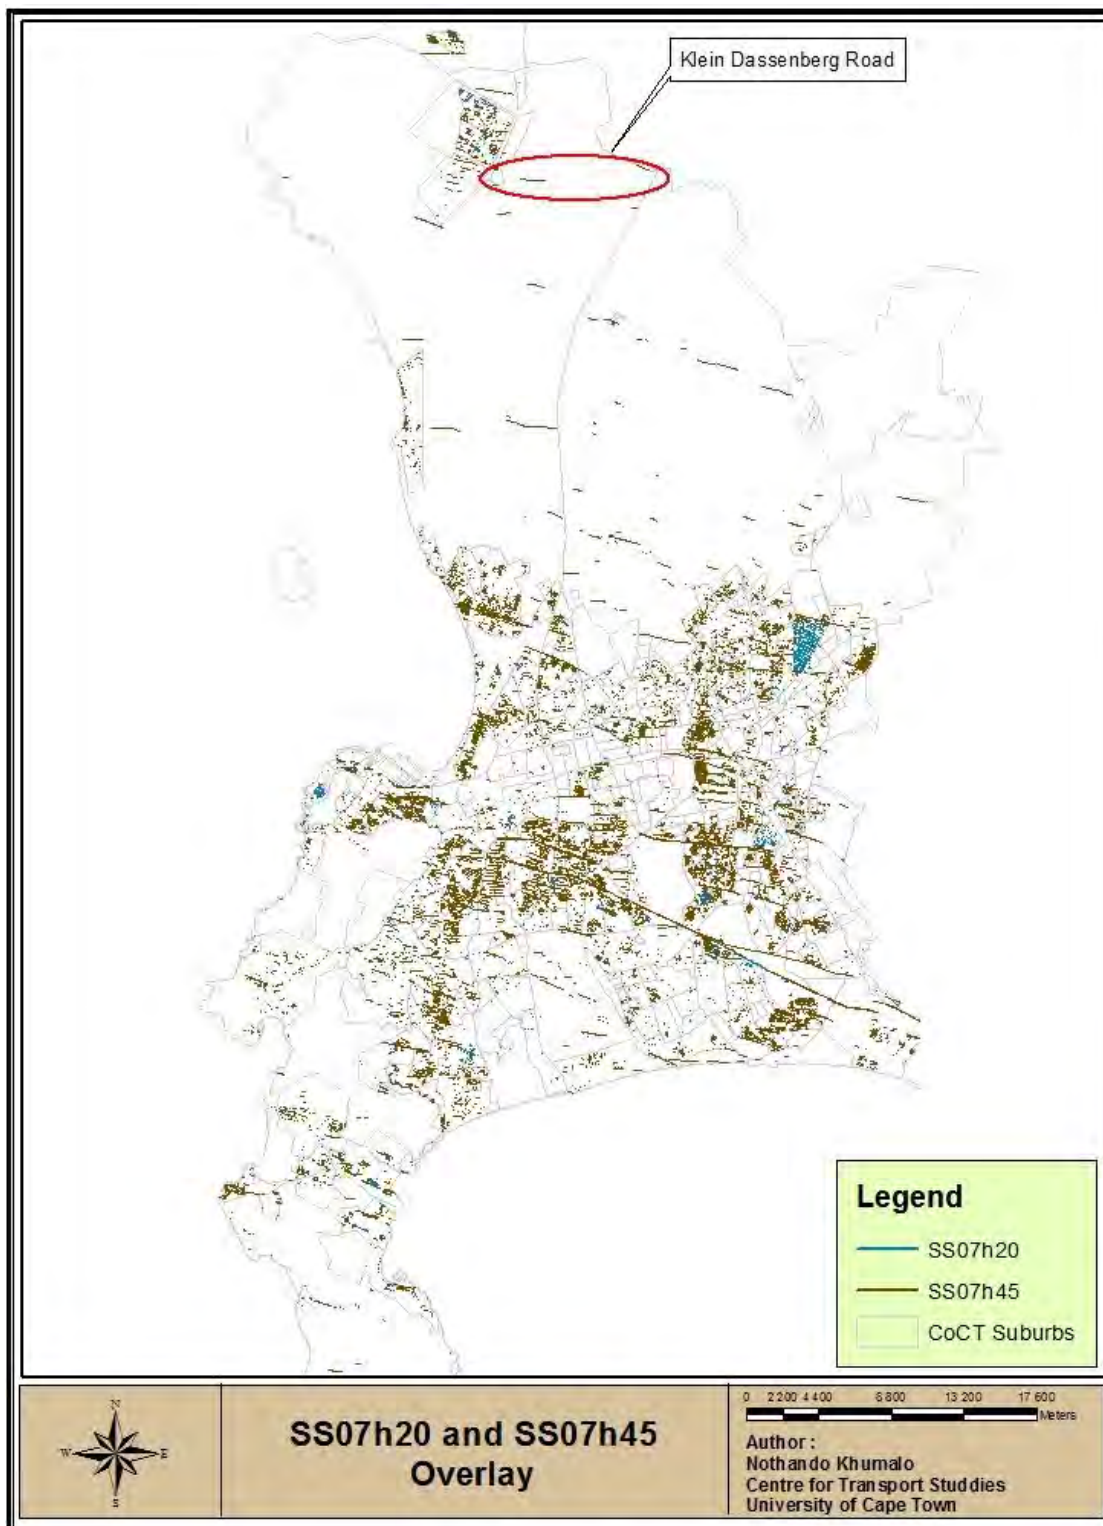 Klein Dassenberg Road
Legend
SS07h20
SS07h45
CoCT Suburbs
N
W
E
S
SS07h20 and SS07h45
Overlay
0 2 200 4 400 8 800 13 200 17 600
Meters
Author :
Nothando Khumalo
Centre for Transport Studdies
University of Cape Town